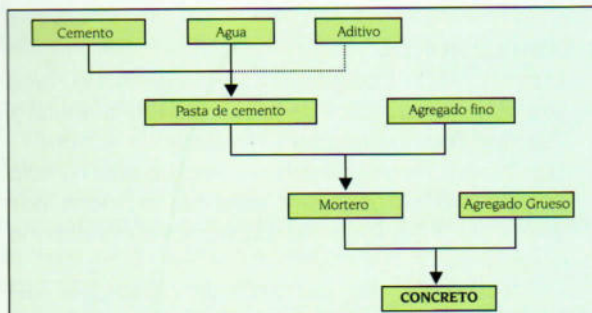 Cemento
Agua
Aditivo
Pasta de cemento
Agregado fino
Mortero
Agregado Grueso
CONCRETO